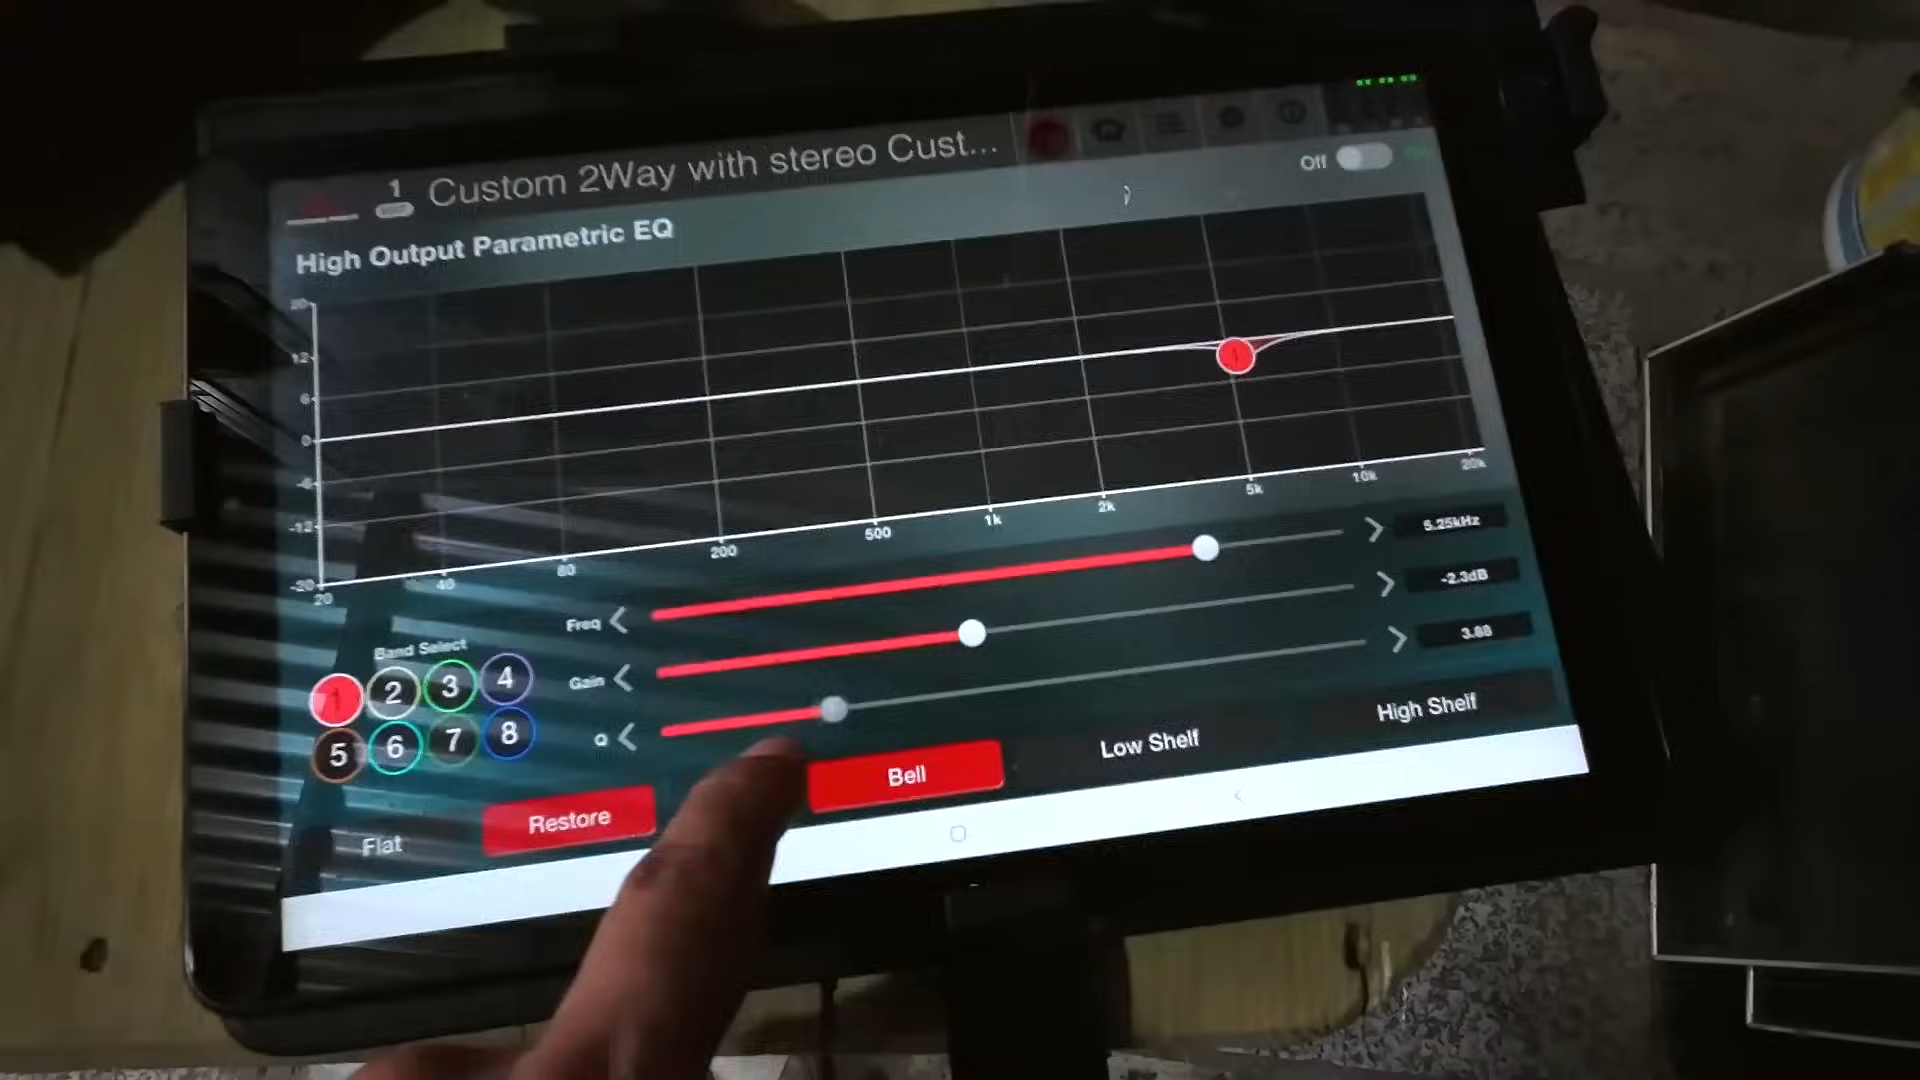 1
Custom 2Way with stereo Cust...
Off
High Output Parametric EQ
20
12
6
0
-6
-12
-20
20
40
80
200
500
1k
2k
5k
10k
20k
1
Freq
5.25kHz
Gain
-2.3dB
Q
3.88
Band Select
1 2 3 4
5 6 7 8
Flat
Restore
Bell
Low Shelf
High Shelf